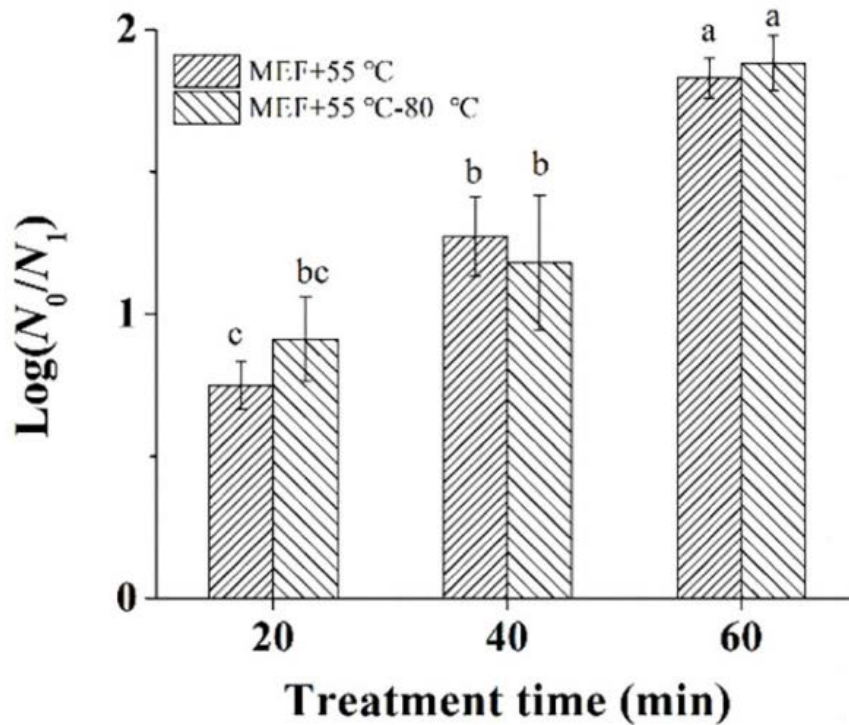 2
a
a
MEF+55 °C
MEF+55 °C-80 °C
b
b
bc
c
1
0
20
40
60
Log(N₀/N₁)
Treatment time (min)